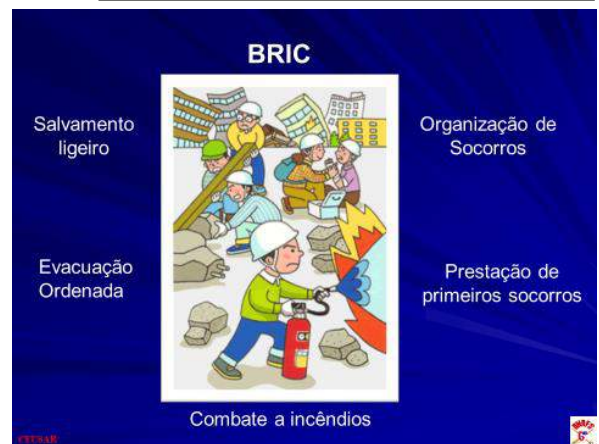 BRIC
Salvamento
ligeiro
Organização de
Socorros
Evacuação
Ordenada
Prestação de
primeiros socorros
Combate a incêndios